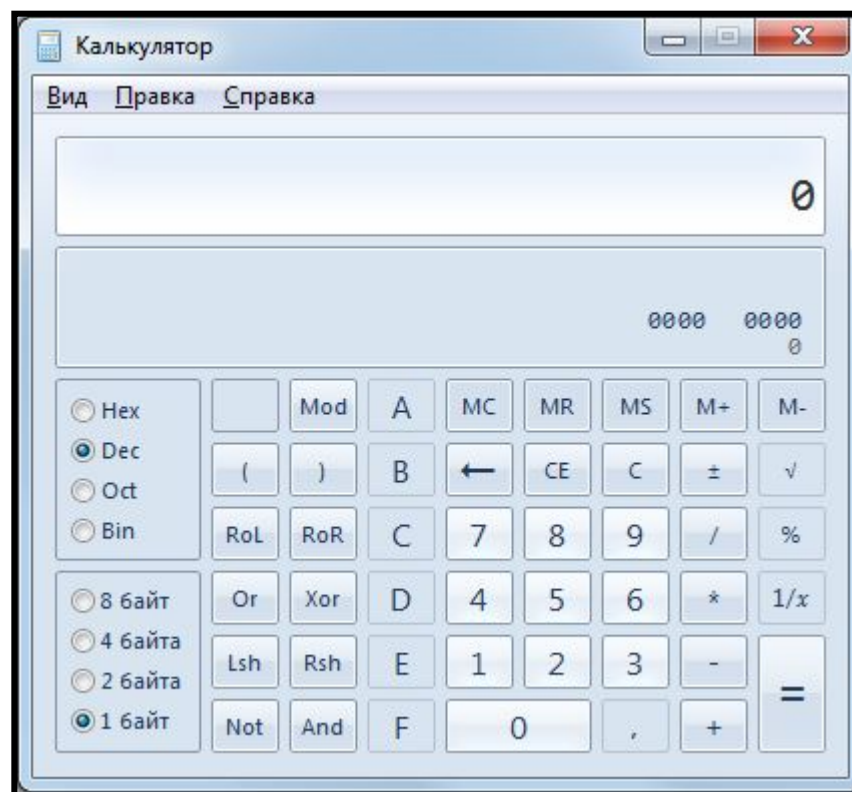 Калькулятор
Вид Правка Справка
0
0000 0000
0
Hex Mod A MC MR MS M+ M-
Dec ( ) B ← CE C ± √
Oct
Bin RoL RoR C 7 8 9 / %
8 байт Or Xor D 4 5 6 * 1/x
4 байта Lsh Rsh E 1 2 3 - =
2 байта
1 байт Not And F 0 , +